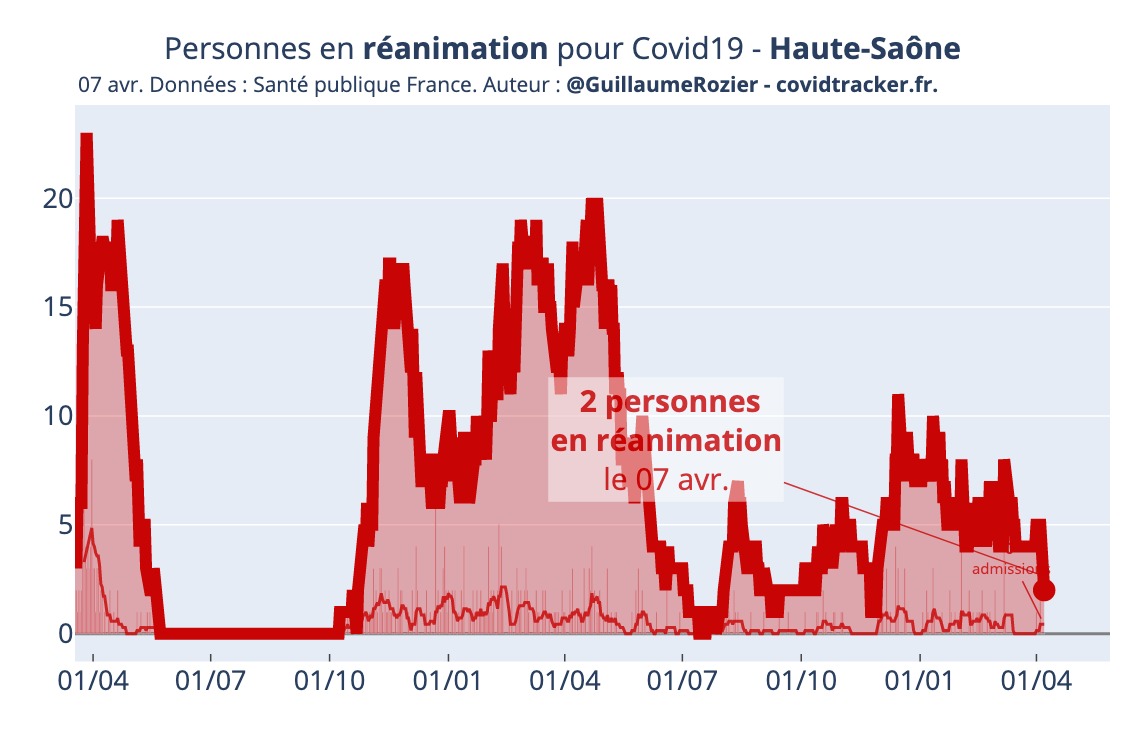 Personnes en réanimation pour Covid19 - Haute-Saône
07 avr. Données : Santé publique France. Auteur : @GuillaumeRozier - covidtracker.fr.
20
15
10
5
0
2 personnes
en réanimation
le 07 avr.
admissions
01/04 01/07 01/10 01/01 01/04 01/07 01/10 01/01 01/04